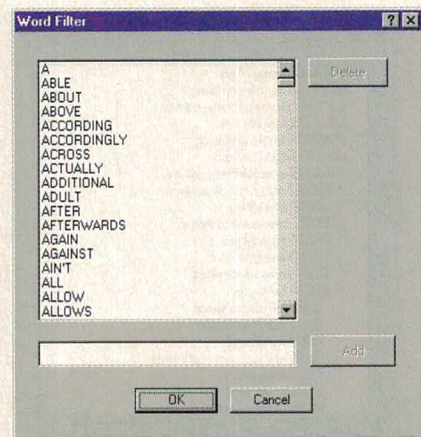 Word Filter
A
ABLE
ABOUT
ABOVE
ACCORDING
ACCORDINGLY
ACROSS
ACTUALLY
ADDITIONAL
ADULT
AFTER
AFTERWARDS
AGAIN
AGAINST
AIN'T
ALL
ALLOW
ALLOWS
Delete
Add
OK
Cancel